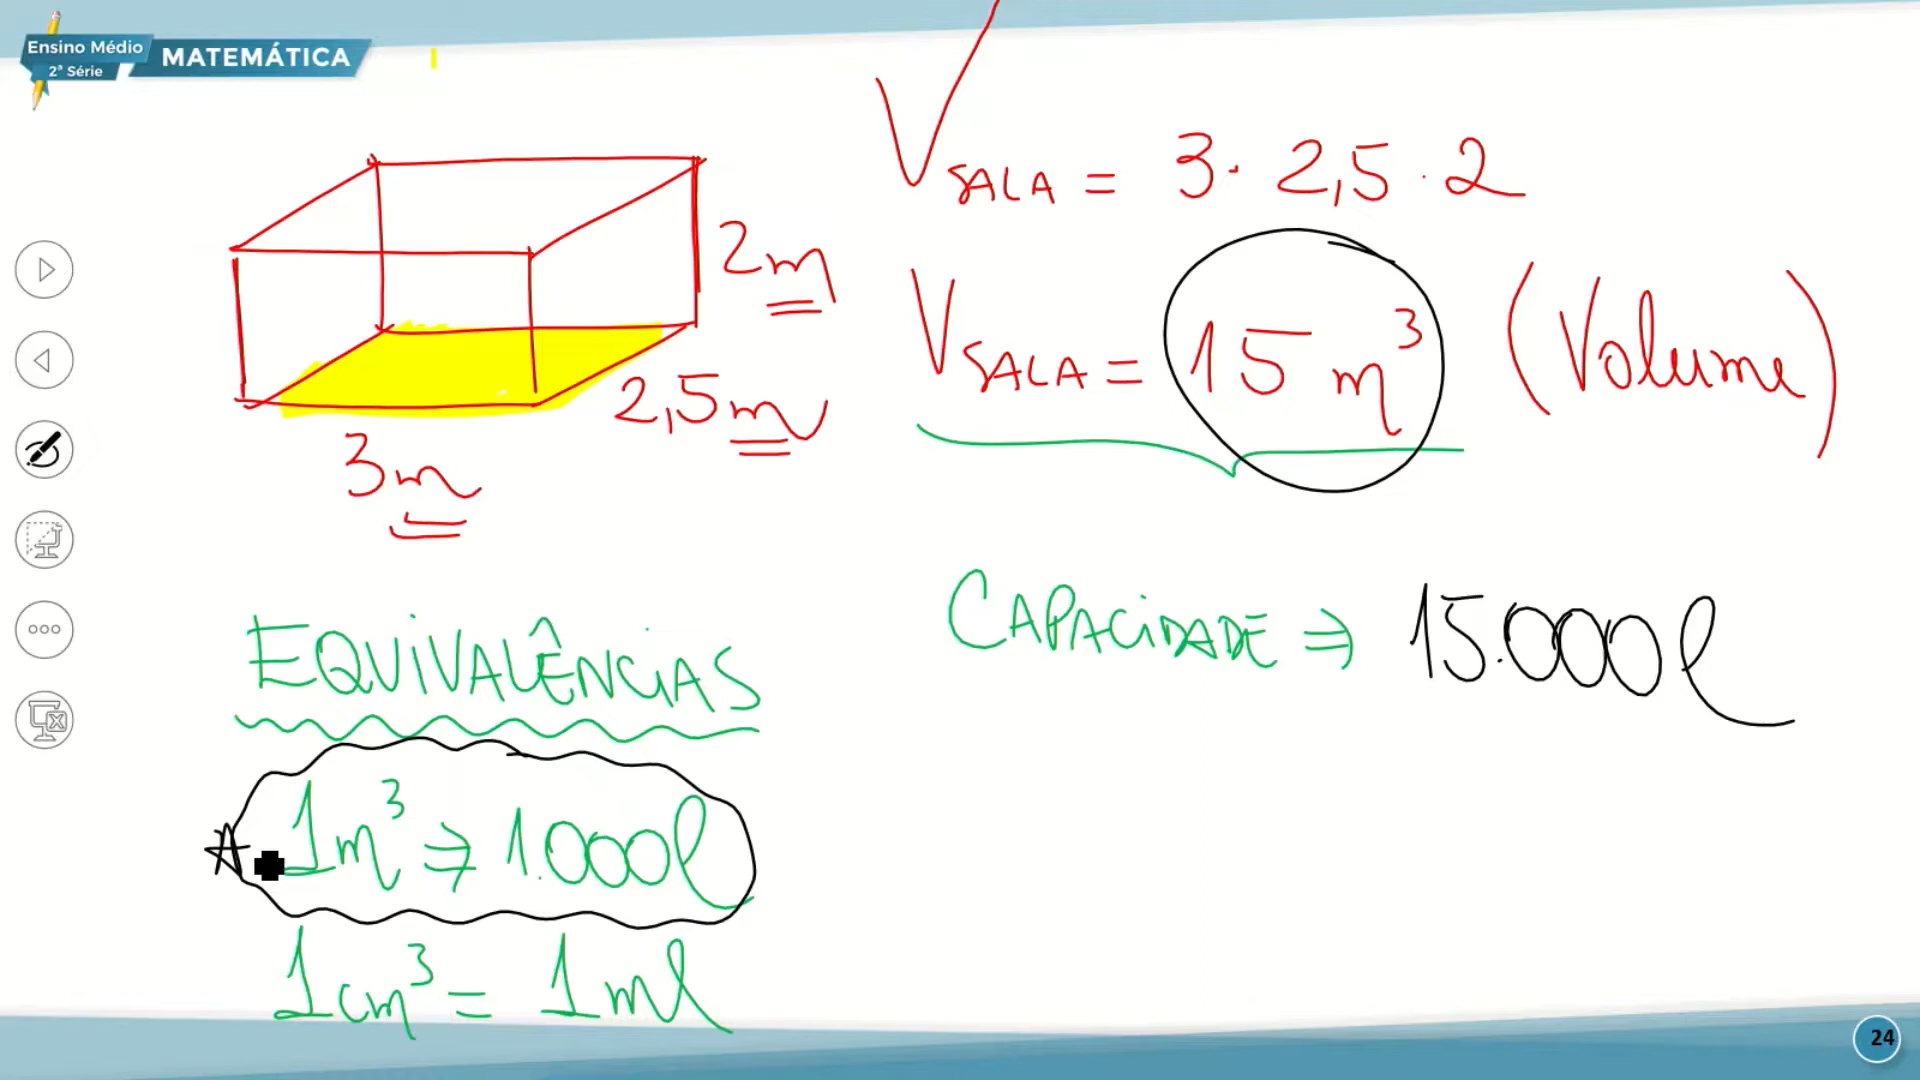 Ensino Médio
2ª Série
MATEMÁTICA
V SALA = 3 · 2,5 · 2
2m
V SALA = 15 m³ (Volume)
2,5m
3m
CAPACIDADE ⇒ 15.000l
EQUIVALÊNCIAS
1m³ ⇒ 1.000l
1cm³ = 1ml
24